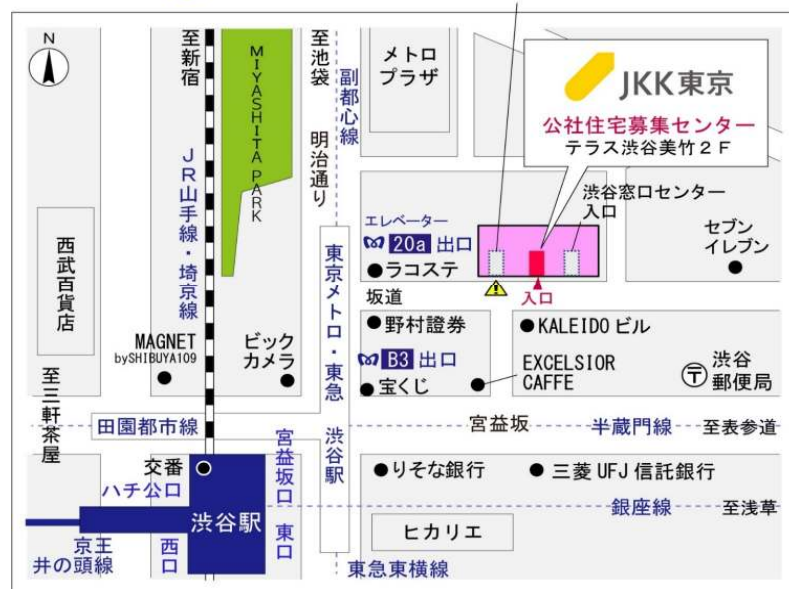 N
至新宿
MIYASHITA PARK
至池袋
副都心線
明治通り
メトロ
プラザ
JKK東京
公社住宅募集センター
テラス渋谷美竹2F
JR山手線・埼京線
西武百貨店
エレベーター
20a 出口
ラコステ
渋谷窓口センター
入口
セブン
イレブン
坂道
入口
東京メトロ・東急 渋谷駅
MAGNET
bySHIBUYA109
ビック
カメラ
野村證券
B3 出口
宝くじ
KALEIDO ビル
EXCELSIOR
CAFFE
渋谷
郵便局
至三軒茶屋
田園都市線
宮益坂
半蔵門線
至表参道
交番
ハチ公口
宮益坂口
りそな銀行
三菱 UFJ 信託銀行
渋谷駅
銀座線
至浅草
京王
井の頭線
西口
東口
ヒカリエ
東急東横線